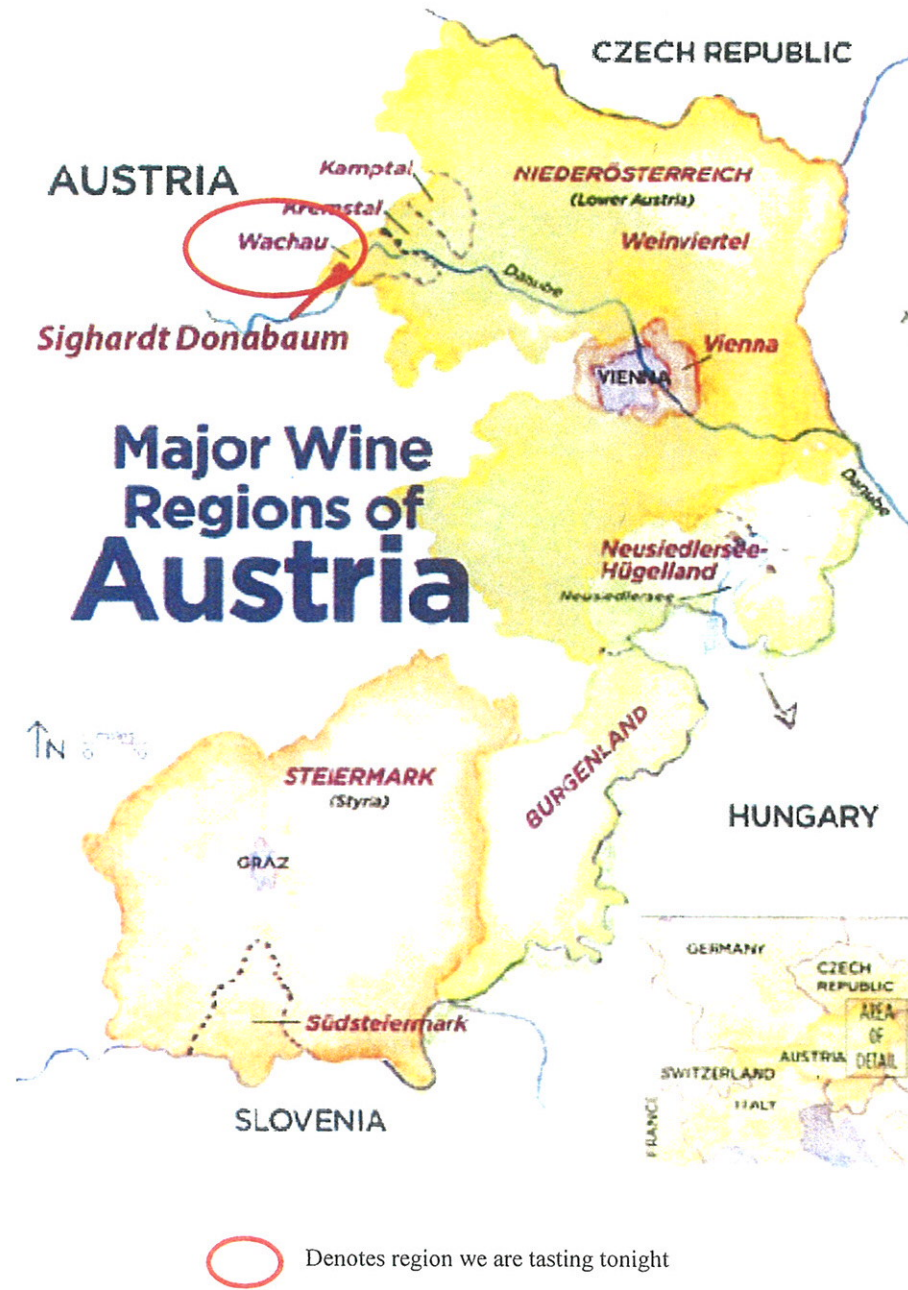 CZECH REPUBLIC
AUSTRIA
Kamptal
NIEDERÖSTERREICH
(Lower Austria)
Kremstal
Wachau
Weinviertel
Danube
Sighardt Donabaum
Vienna
VIENNA
Major Wine
Regions of
Austria
Danube
Neusiedlersee-
Hügelland
Neusiedlersee
BURGENLAND
N
STEIERMARK
(Styria)
HUNGARY
GRAZ
GERMANY
CZECH
REPUBLIC
AREA
OF
DETAIL
AUSTRIA
SWITZERLAND
ITALY
FRANCE
Südsteiermark
SLOVENIA
Denotes region we are tasting tonight